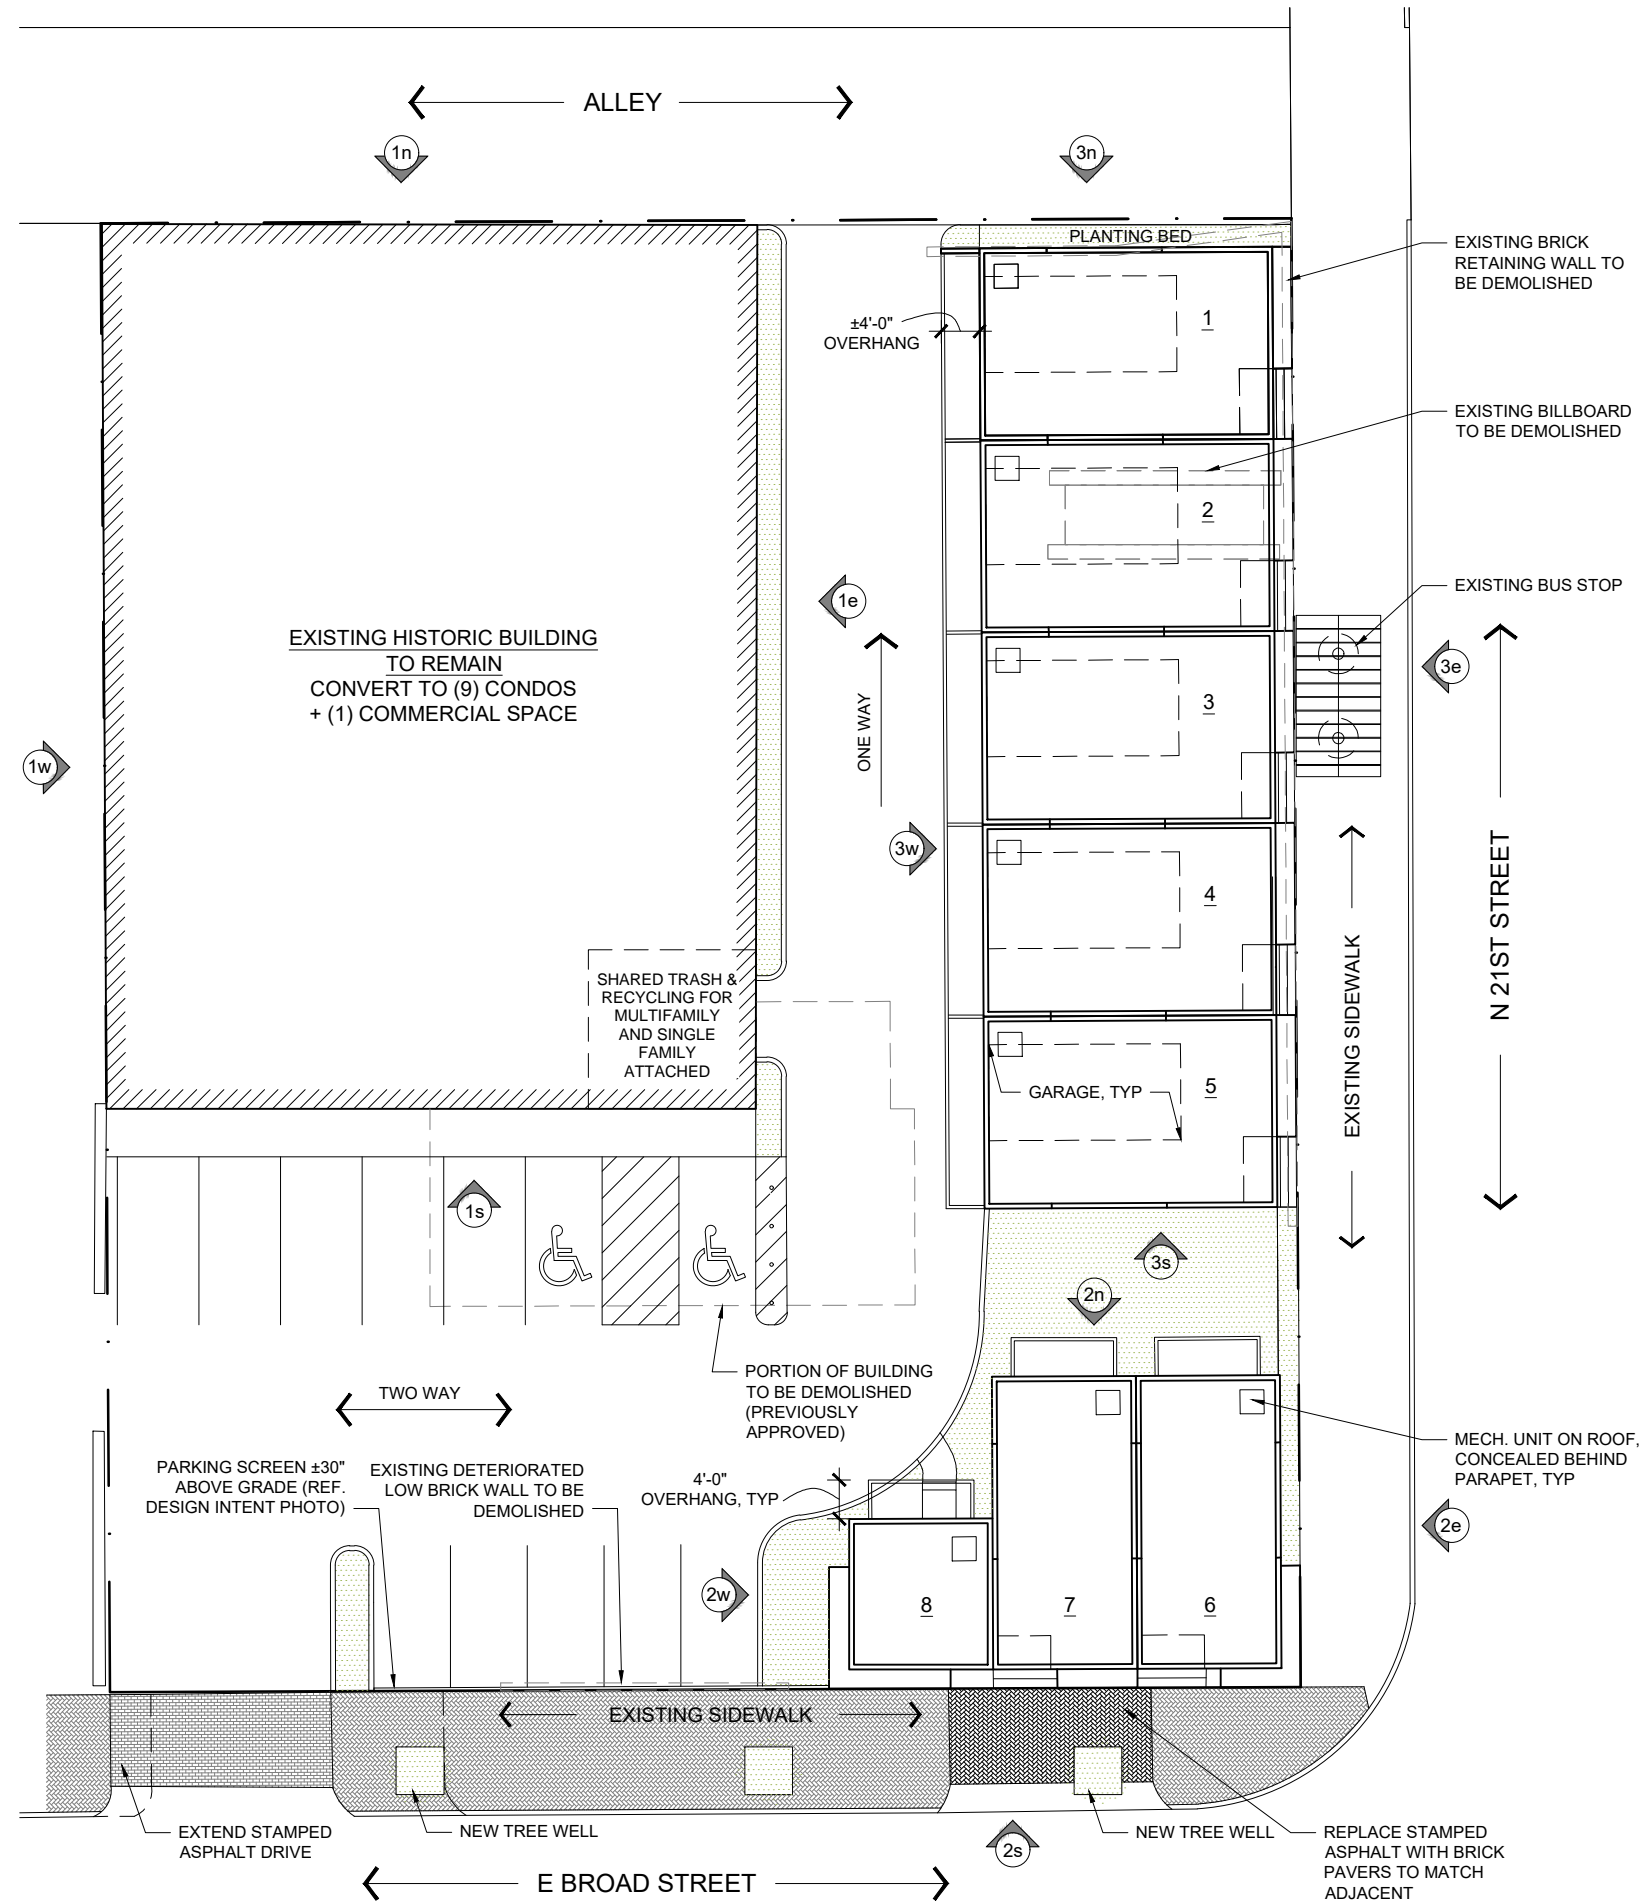 ALLEY
1n
3n
PLANTING BED
EXISTING BRICK
RETAINING WALL TO
BE DEMOLISHED
±4'-0"
OVERHANG
1
EXISTING BILLBOARD
TO BE DEMOLISHED
2
EXISTING BUS STOP
1e
EXISTING HISTORIC BUILDING
TO REMAIN
CONVERT TO (9) CONDOS
+ (1) COMMERCIAL SPACE
3e
3
ONE WAY
1w
3w
4
N 21ST STREET
EXISTING SIDEWALK
SHARED TRASH &
RECYCLING FOR
MULTIFAMILY
AND SINGLE
FAMILY
ATTACHED
GARAGE, TYP
5
1s
3s
2n
PORTION OF BUILDING
TO BE DEMOLISHED
(PREVIOUSLY
APPROVED)
TWO WAY
MECH. UNIT ON ROOF,
CONCEALED BEHIND
PARAPET, TYP
PARKING SCREEN ±30"
ABOVE GRADE (REF.
DESIGN INTENT PHOTO)
EXISTING DETERIORATED
LOW BRICK WALL TO BE
DEMOLISHED
4'-0"
OVERHANG, TYP
2e
2w
8
7
6
EXISTING SIDEWALK
EXTEND STAMPED
ASPHALT DRIVE
NEW TREE WELL
2s
NEW TREE WELL
REPLACE STAMPED
ASPHALT WITH BRICK
PAVERS TO MATCH
ADJACENT
E BROAD STREET